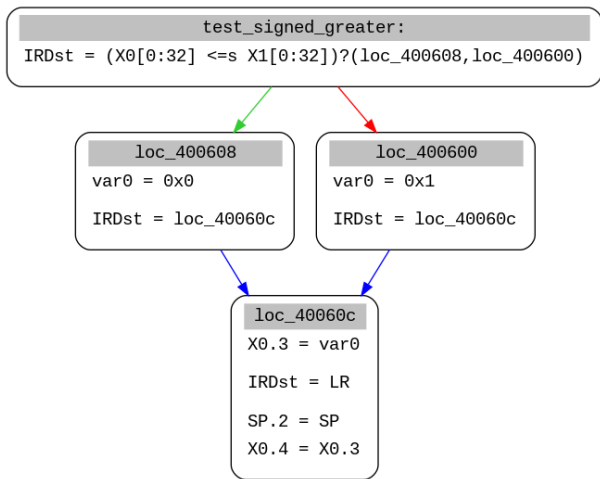 test_signed_greater:
IRDst = (X0[0:32] <=s X1[0:32])?(loc_400608,loc_400600)
loc_400608
var0 = 0x0
IRDst = loc_40060c
loc_400600
var0 = 0x1
IRDst = loc_40060c
loc_40060c
X0.3 = var0
IRDst = LR
SP.2 = SP
X0.4 = X0.3